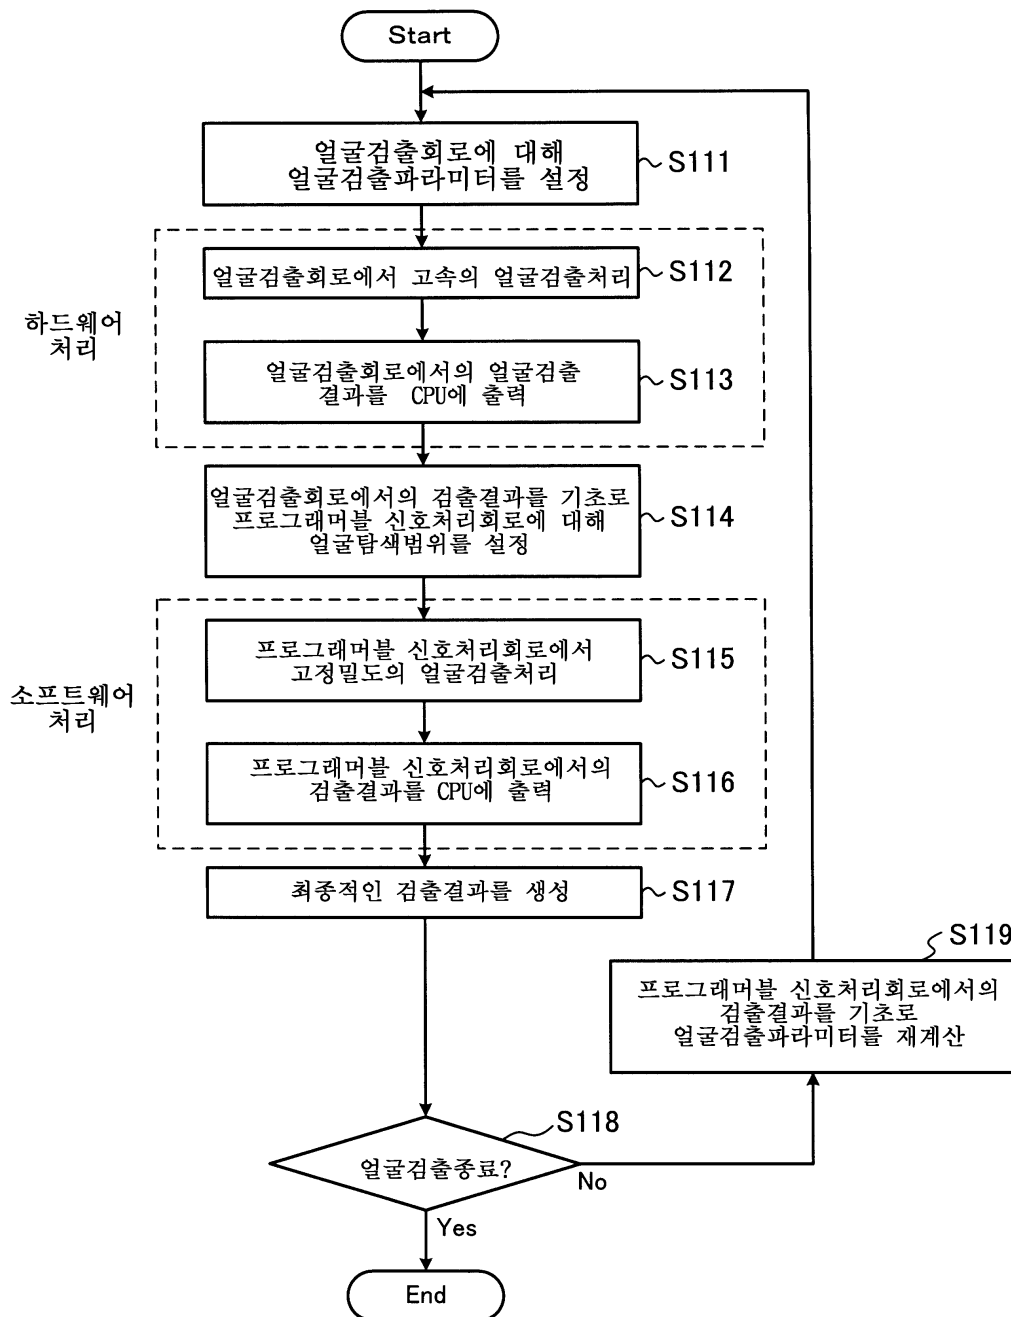 Start
얼굴검출회로에 대해
얼굴검출파라미터를 설정
S111
얼굴검출회로에서 고속의 얼굴검출처리
S112
하드웨어
처리
얼굴검출회로에서의 얼굴검출
결과를 CPU에 출력
S113
얼굴검출회로에서의 검출결과를 기초로
프로그래머블 신호처리회로에 대해
얼굴탐색범위를 설정
S114
프로그래머블 신호처리회로에서
고정밀도의 얼굴검출처리
S115
소프트웨어
처리
프로그래머블 신호처리회로에서의
검출결과를 CPU에 출력
S116
최종적인 검출결과를 생성
S117
S119
프로그래머블 신호처리회로에서의
검출결과를 기초로
얼굴검출파라미터를 재계산
S118
얼굴검출종료?
No
Yes
End